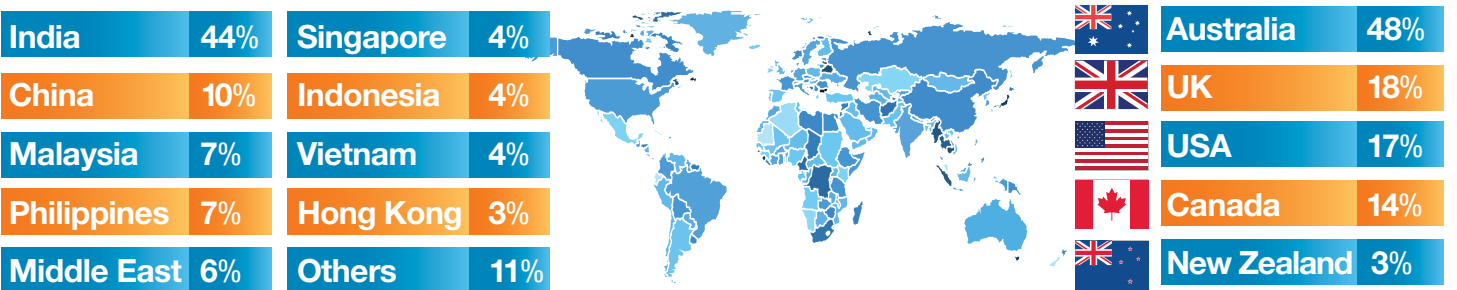 India 44%
China 10%
Malaysia 7%
Philippines 7%
Middle East 6%
Singapore 4%
Indonesia 4%
Vietnam 4%
Hong Kong 3%
Others 11%
Australia 48%
UK 18%
USA 17%
Canada 14%
New Zealand 3%